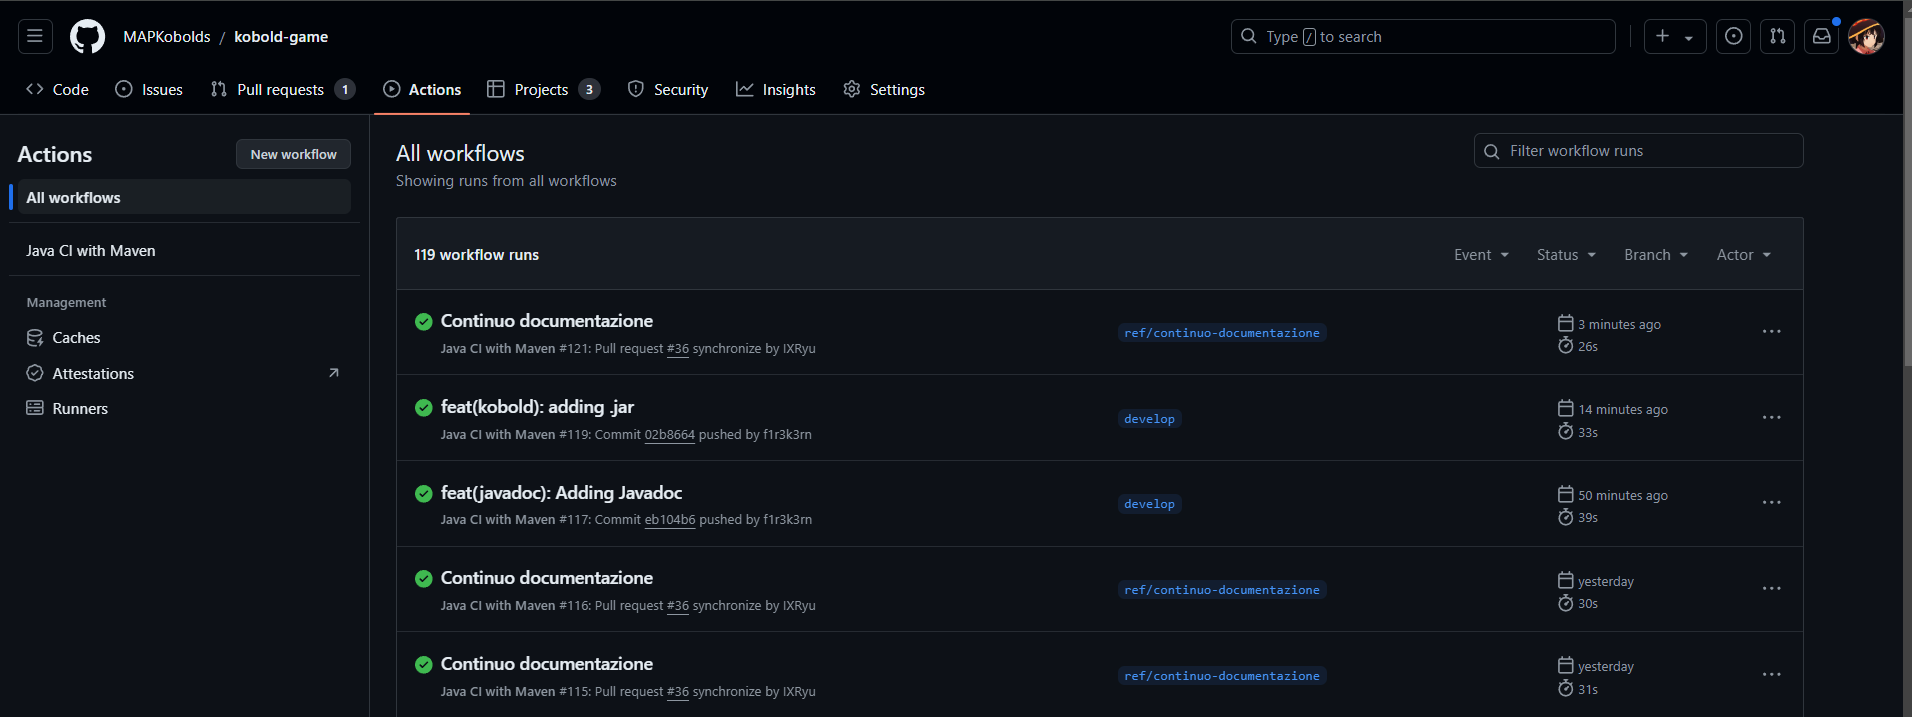 MAPKobolds / kobold-game
Type / to search
Code Issues Pull requests 1 Actions Projects 3 Security Insights Settings
Actions
New workflow
All workflows
Java CI with Maven
Management
Caches
Attestations
Runners
All workflows
Showing runs from all workflows
Filter workflow runs
119 workflow runs
Event Status Branch Actor
Continuo documentazione
Java CI with Maven #121: Pull request #36 synchronize by IXRyu
ref/continuo-documentazione
3 minutes ago
26s
feat(kobold): adding .jar
Java CI with Maven #119: Commit 02b8664 pushed by f1r3k3rn
develop
14 minutes ago
33s
feat(javadoc): Adding Javadoc
Java CI with Maven #117: Commit eb104b6 pushed by f1r3k3rn
develop
50 minutes ago
39s
Continuo documentazione
Java CI with Maven #116: Pull request #36 synchronize by IXRyu
ref/continuo-documentazione
yesterday
30s
Continuo documentazione
Java CI with Maven #115: Pull request #36 synchronize by IXRyu
ref/continuo-documentazione
yesterday
31s